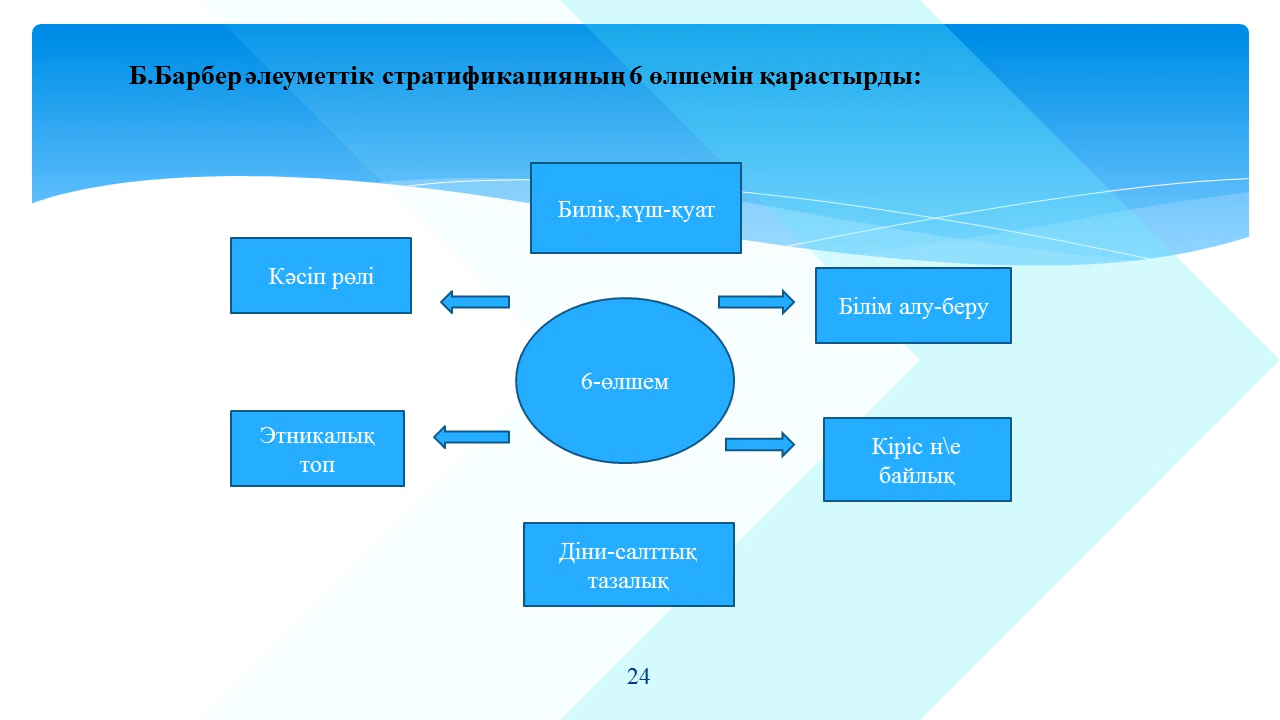 Б.Барбер әлеуметтік стратификацияның 6 өлшемін қарастырды:
Билік,күш-қуат
Кәсіп рөлі
Білім алу-беру
6-өлшем
Этникалық
топ
Кіріс н\е
байлық
Діни-салттық
тазалық
24